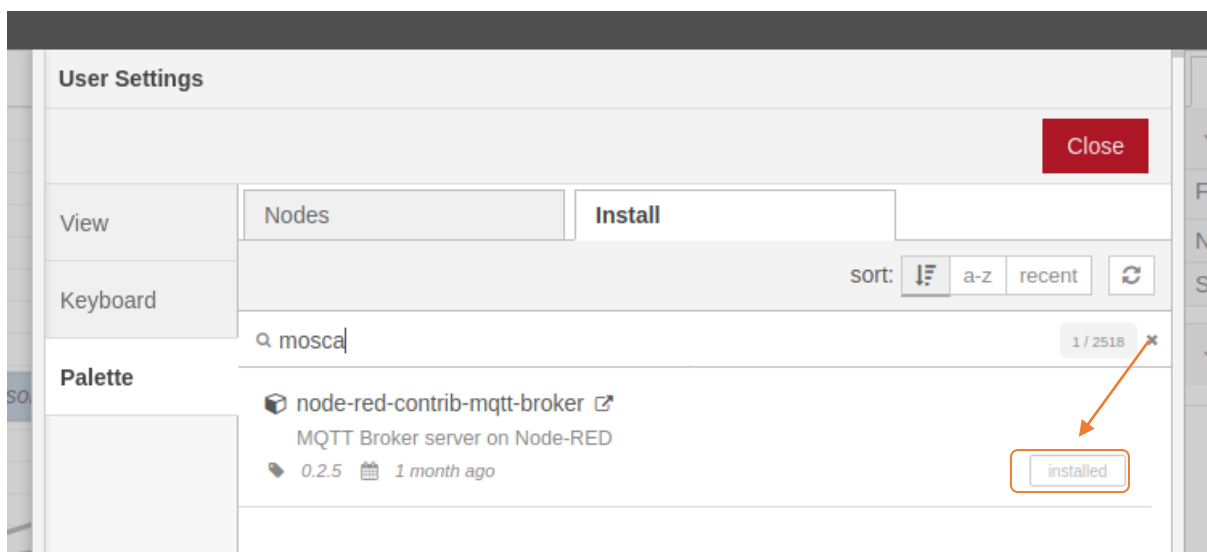 User Settings
Close
View
Nodes
Install
sort:
a-z
recent
Keyboard
mosca
1 / 2518
Palette
node-red-contrib-mqtt-broker
MQTT Broker server on Node-RED
0.2.5 1 month ago
installed